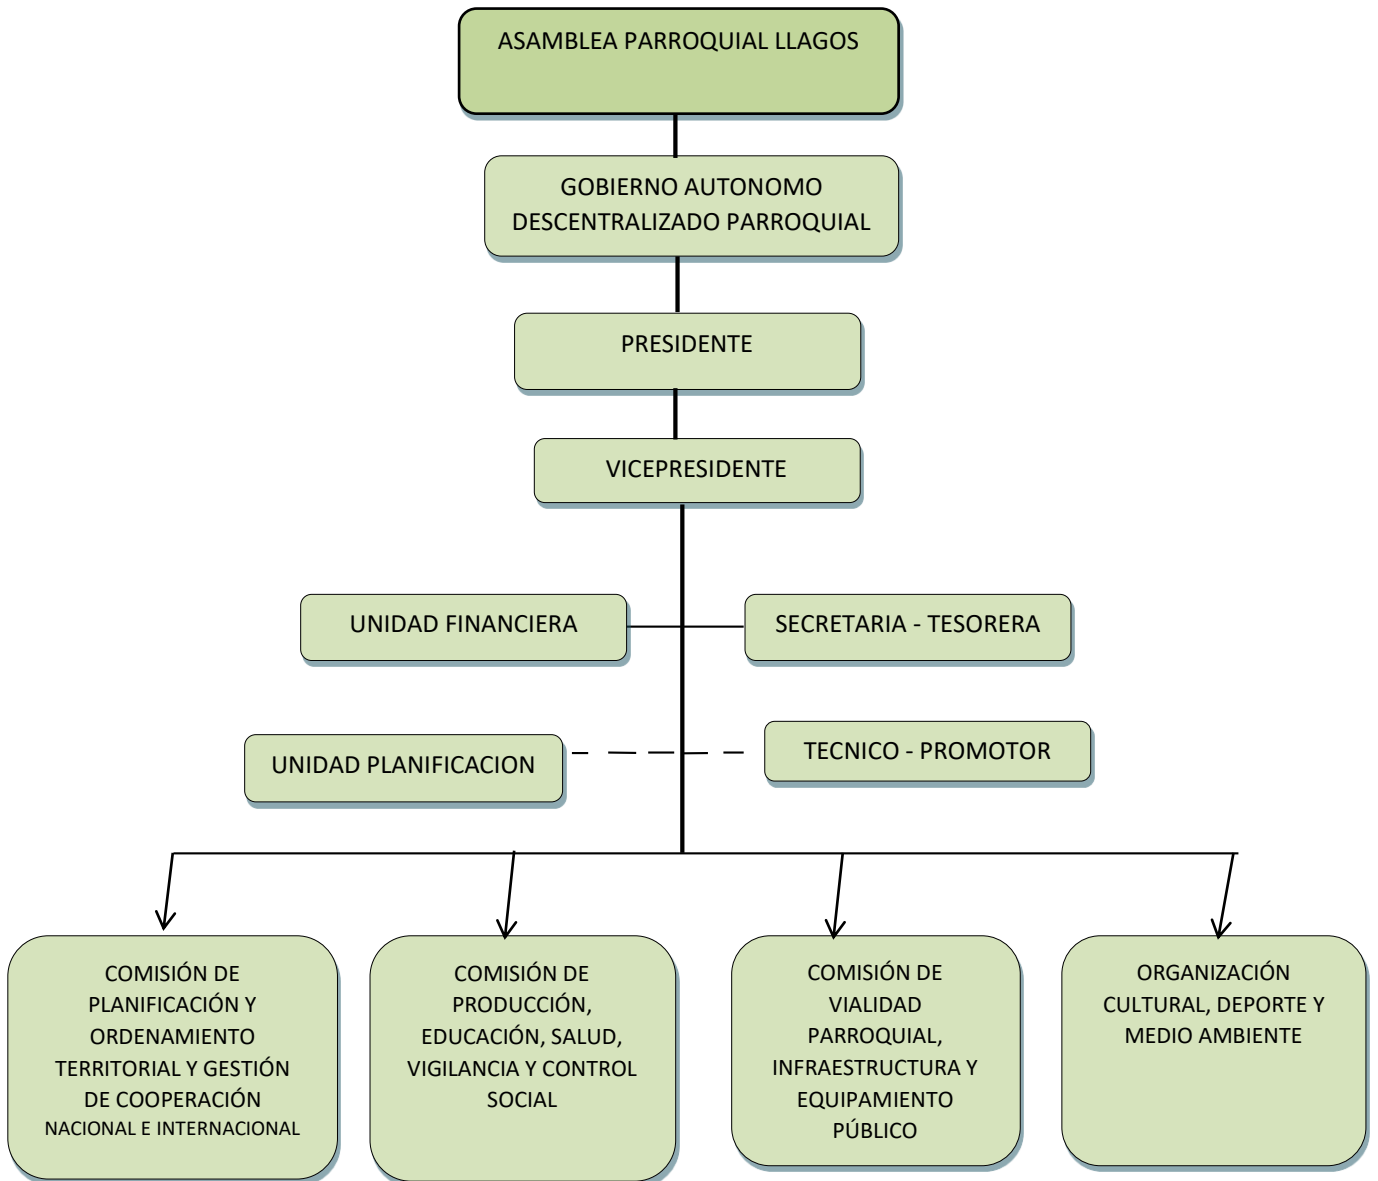 ASAMBLEA PARROQUIAL LLAGOS
GOBIERNO AUTONOMO
DESCENTRALIZADO PARROQUIAL
PRESIDENTE
VICEPRESIDENTE
UNIDAD FINANCIERA
SECRETARIA - TESORERA
UNIDAD PLANIFICACION
TECNICO - PROMOTOR
COMISIÓN DE
PLANIFICACIÓN Y
ORDENAMIENTO
TERRITORIAL Y GESTIÓN
DE COOPERACIÓN
NACIONAL E INTERNACIONAL
COMISIÓN DE
PRODUCCIÓN,
EDUCACIÓN, SALUD,
VIGILANCIA Y CONTROL
SOCIAL
COMISIÓN DE
VIALIDAD
PARROQUIAL,
INFRAESTRUCTURA Y
EQUIPAMIENTO
PÚBLICO
ORGANIZACIÓN
CULTURAL, DEPORTE Y
MEDIO AMBIENTE